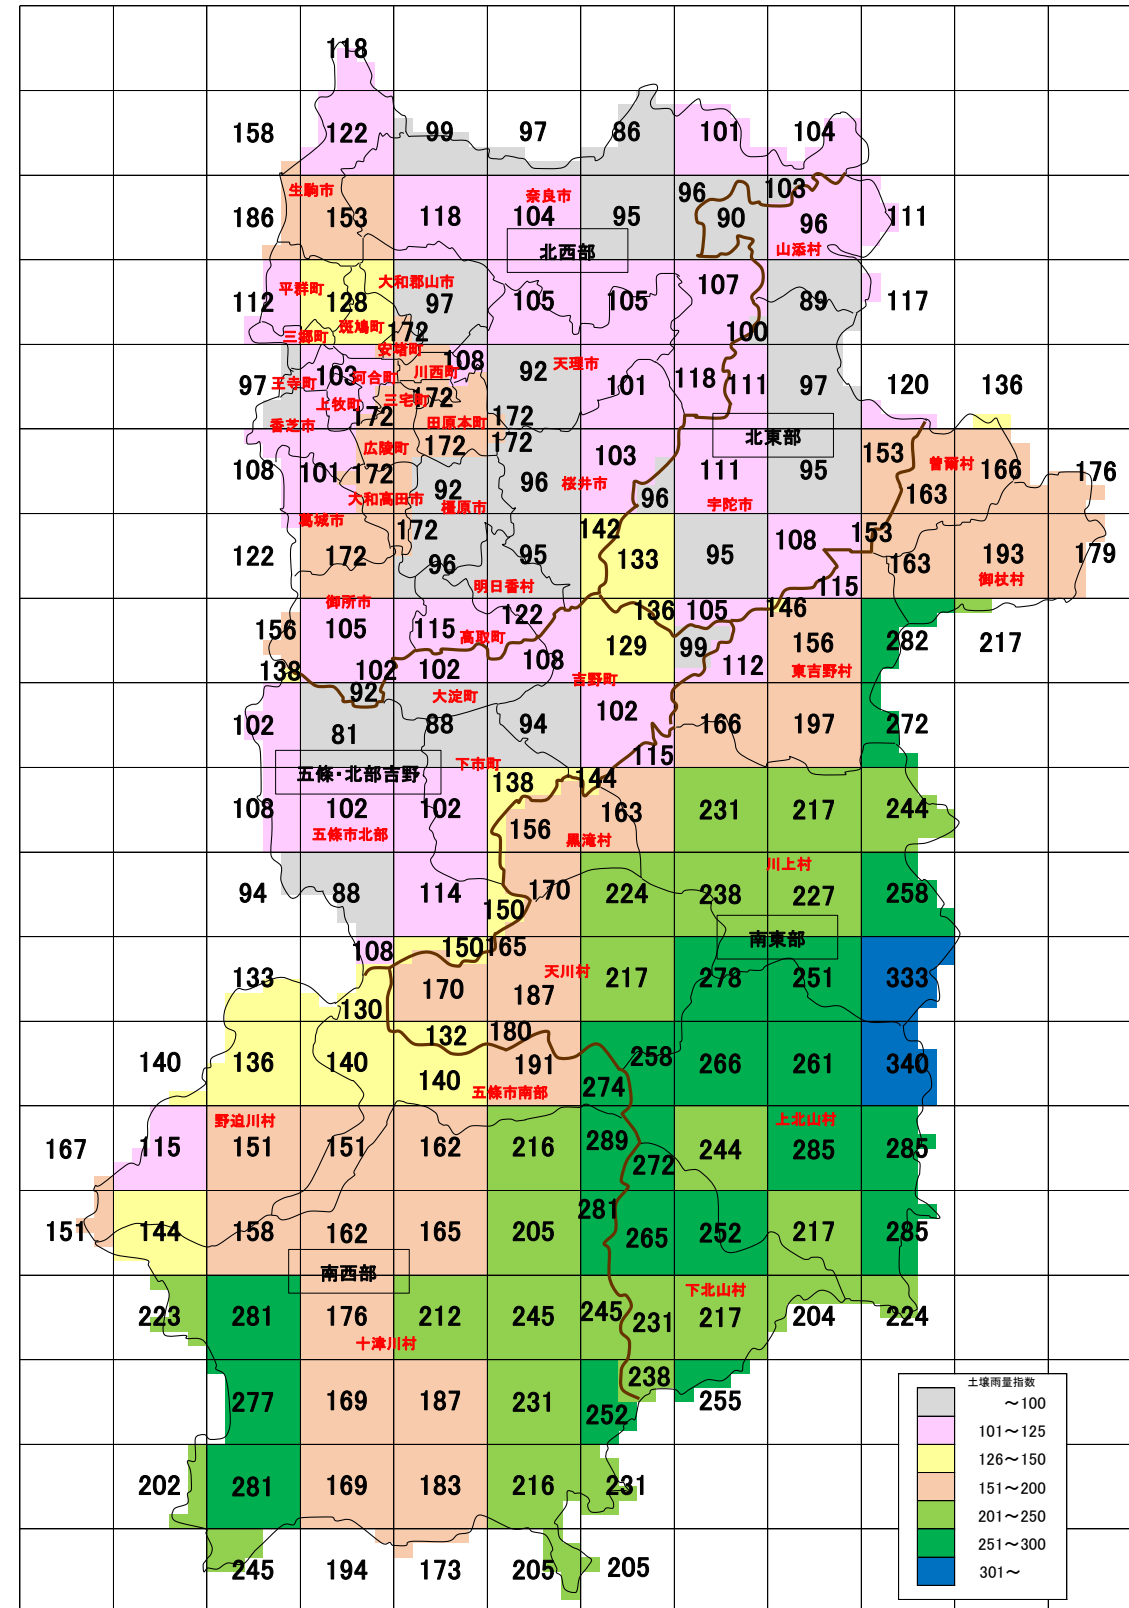 118
158 122 99 97 86 101 104
生駒市 奈良市 96 103
186 153 118 104 95 90 96 111
北西部 山添村
平群町 大和郡山市 107
112 128 97 105 105 89 117
三郷町 斑鳩町 172 100
安堵町 108
103 川西町 92 天理市 118
97 王寺町 河合町 101 111 97 120 136
上牧町 三宅町 172
172 田原本町 172
香芝市 北東部
広陵町 172 172 103 153 曽爾村
108 101 172 92 96 桜井市 111 95 166 176
大和高田市 橿原市 96 宇陀市 163
葛城市
172 142 108 153
122 172 96 95 133 95 163 193 179
明日香村 115 御杖村
御所市 122 136 105 146
156 105 115 高取町 129 99 156 282 217
138 102 102 108 112 東吉野村
92 大淀町 吉野町
102 81 88 94 102 166 197 272
下市町 115
五條・北部吉野 138 144
108 102 102 156 163 231 217 244
五條市北部 黒滝村
川上村
94 88 114 170 224 238 227 258
150
南東部
108 150 165
133 170 187 天川村 217 278 251 333
130
132 180
140 136 140 140 191 258 266 261 340
五條市南部 274
野迫川村 上北山村
167 115 151 151 162 216 289 272 244 285 285
281
151 144 158 162 165 205 265 252 217 285
南西部
下北山村
223 281 176 212 245 245 231 217 204 224
十津川村
238
277 169 187 231 252 255
土壌雨量指数
～100
101～125
126～150
151～200
201～250
251～300
301～
202 281 169 183 216 231
245 194 173 205 205